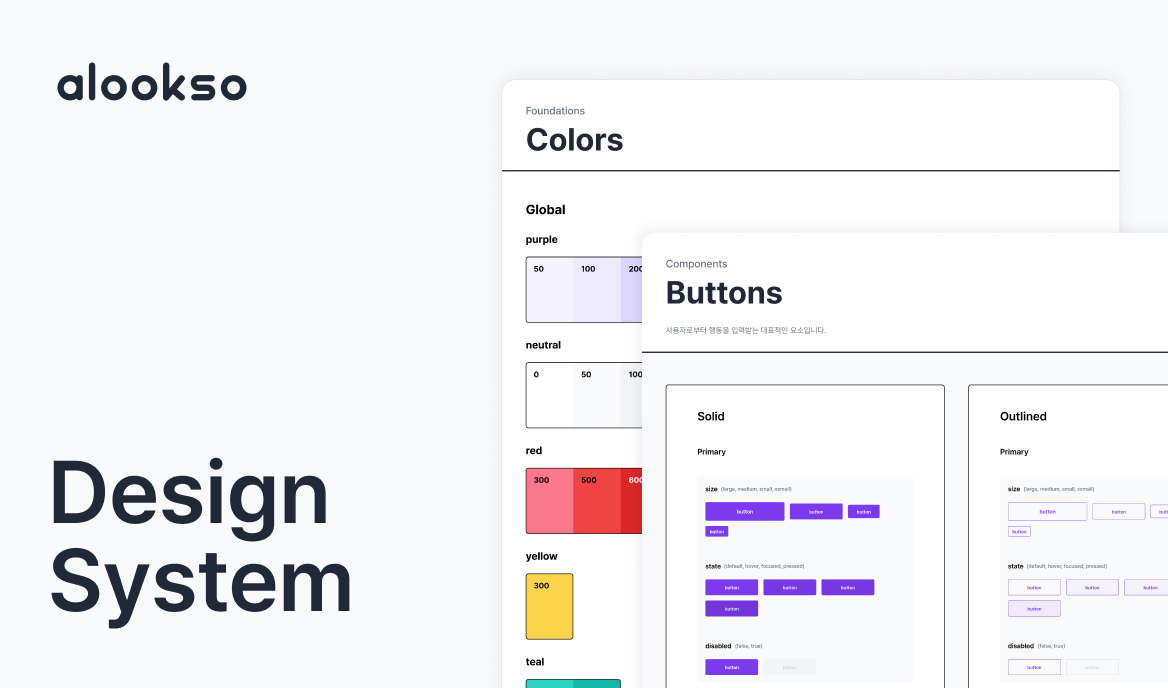 alookso
Design
System
Foundations
Colors
Global
purple
50 100 200
neutral
0 50 100
red
300 500 600
yellow
300
teal
Components
Buttons
사용자로부터 행동을 입력받는 대표적인 요소입니다.
Solid
Primary
size (large, medium, small, xsmall)
button button button
button
state (default, hover, focused, pressed)
button button button
button
disabled (false, true)
button button
Outlined
Primary
size (large, medium, small, xsmall)
button button
button
state (default, hover, focused, pressed)
button button button
button
disabled (false, true)
button button